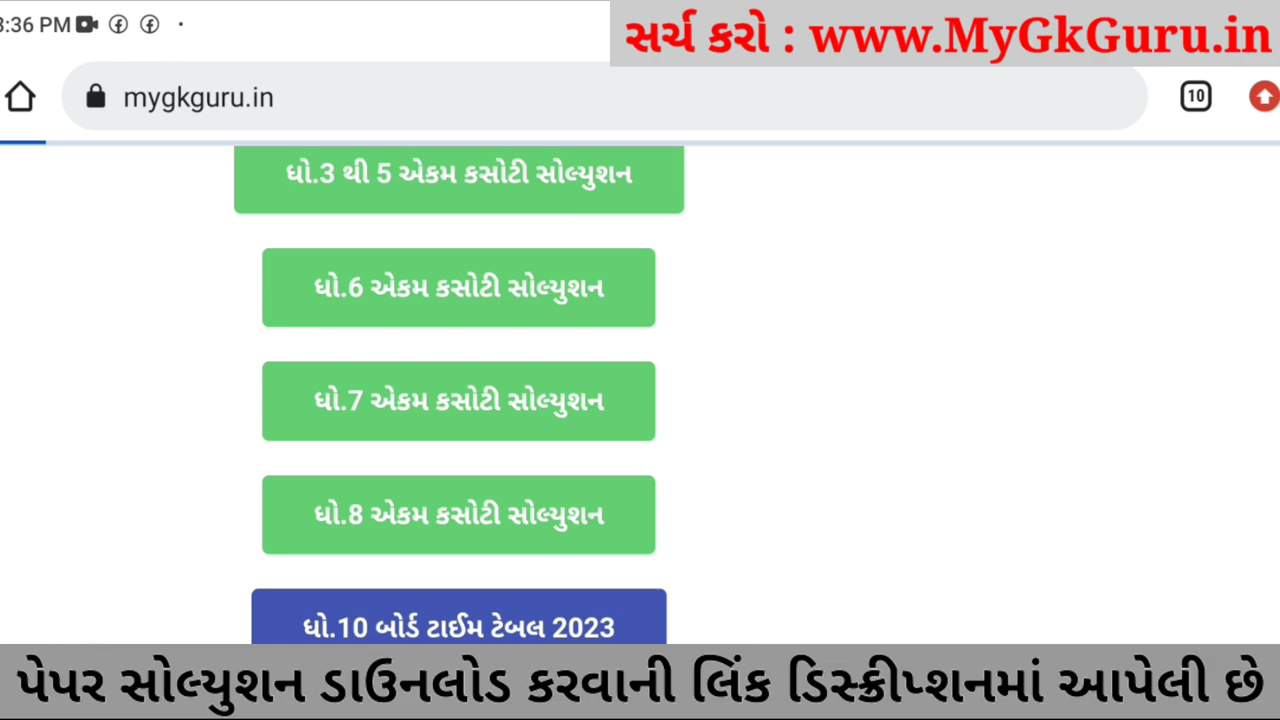 3:36 PM
સર્ચ કરો : www.MyGkGuru.in
mygkguru.in
10
ધો.3 થી 5 એકમ કસોટી સોલ્યુશન
ધો.6 એકમ કસોટી સોલ્યુશન
ધો.7 એકમ કસોટી સોલ્યુશન
ધો.8 એકમ કસોટી સોલ્યુશન
ધો.10 બોર્ડ ટાઈમ ટેબલ 2023
પેપર સોલ્યુશન ડાઉનલોડ કરવાની લિંક ડિસ્ક્રીપ્શનમાં આપેલી છે